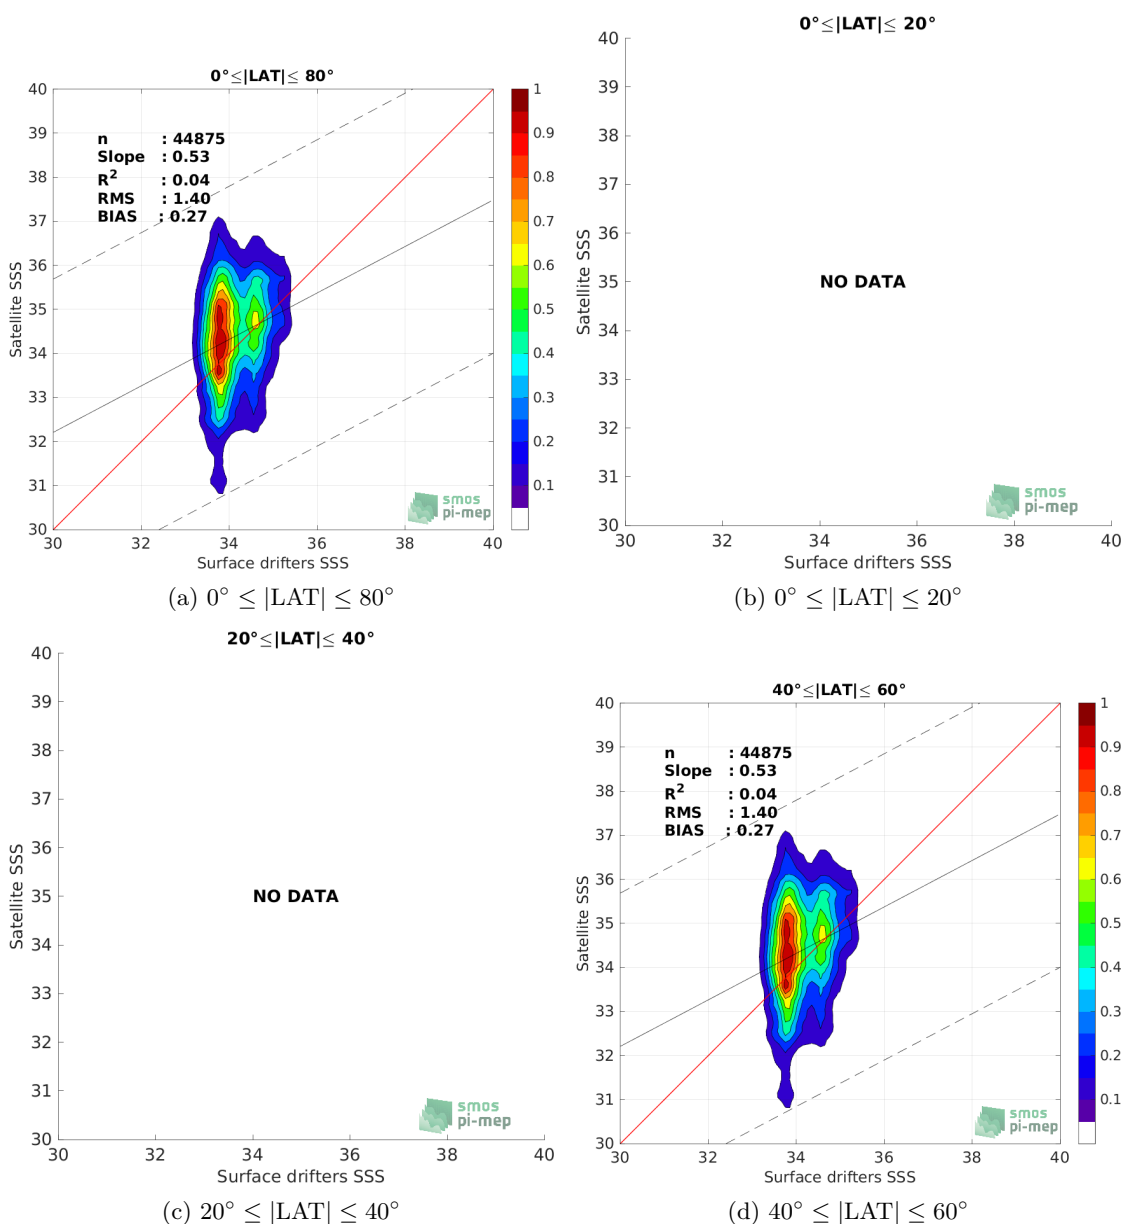 0°≤|LAT|≤ 80°
n : 44875
Slope : 0.53
R² : 0.04
RMS : 1.40
BIAS : 0.27
40
39
38
37
36
35
34
33
32
31
30
30 32 34 36 38 40
Satellite SSS
Surface drifters SSS
1
0.9
0.8
0.7
0.6
0.5
0.4
0.3
0.2
0.1
smos
pi-mep
(a) 0° ≤ |LAT| ≤ 80°
0°≤|LAT|≤ 20°
40
39
38
37
36
35
34
33
32
31
30
30 32 34 36 38 40
Satellite SSS
NO DATA
Surface drifters SSS
smos
pi-mep
(b) 0° ≤ |LAT| ≤ 20°
20°≤|LAT|≤ 40°
40
39
38
37
36
35
34
33
32
31
30
30 32 34 36 38 40
Satellite SSS
NO DATA
Surface drifters SSS
smos
pi-mep
(c) 20° ≤ |LAT| ≤ 40°
40°≤|LAT|≤ 60°
n : 44875
Slope : 0.53
R² : 0.04
RMS : 1.40
BIAS : 0.27
40
39
38
37
36
35
34
33
32
31
30
30 32 34 36 38 40
Satellite SSS
Surface drifters SSS
1
0.9
0.8
0.7
0.6
0.5
0.4
0.3
0.2
0.1
smos
pi-mep
(d) 40° ≤ |LAT| ≤ 60°